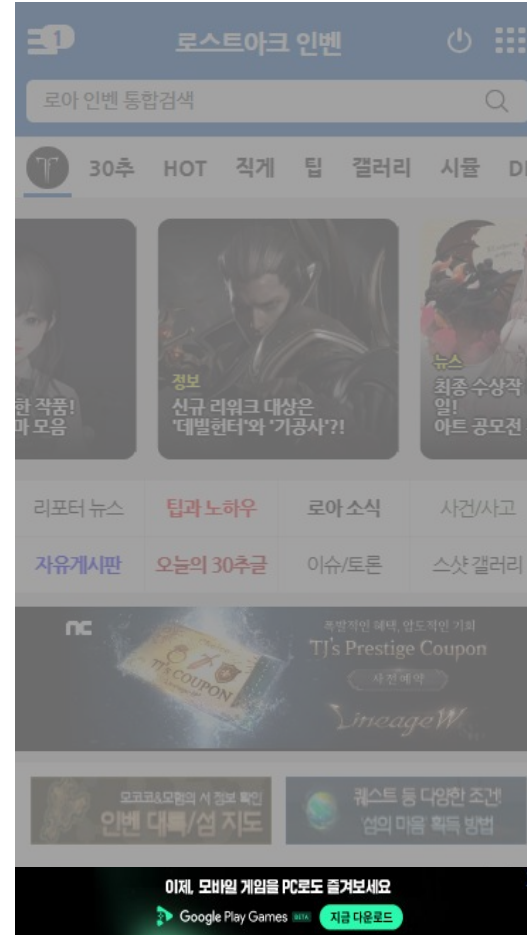 1
로스트아크 인벤
로아 인벤 통합검색
30추 HOT 직게 팁 갤러리 시뮬
한 작품!
마 모음
정보
신규 리워크 대상은
'데빌헌터'와 '기공사'?!
뉴스
최종 수상작
일!
아트 공모전
리포터 뉴스 팁과 노하우 로아 소식 사건/사고
자유게시판 오늘의 30추글 이슈/토론 스샷 갤러리
nc
TJ's COUPON
폭발적인 혜택, 압도적인 기회
TJ's Prestige Coupon
사전예약
LineageW
모코코&모험의 서 정보 확인
인벤 대륙/섬 지도
퀘스트 등 다양한 조건!
'섬의 마음' 획득 방법
이제, 모바일 게임을 PC로도 즐겨보세요
Google Play Games BETA 지금 다운로드